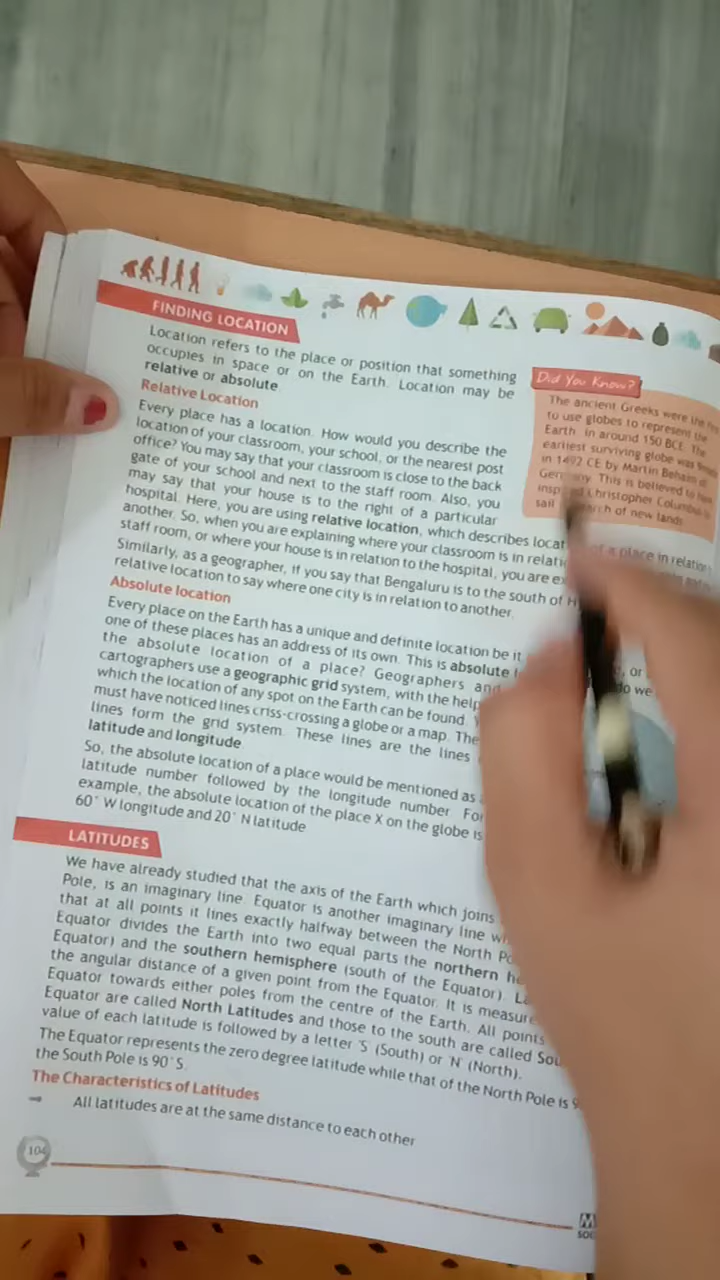 FINDING LOCATION
Location refers to the place or position that something
occupies in space or on the Earth. Location may be
relative or absolute
Relative Location
Every place has a location. How would you describe the
location of your classroom, your school, or the nearest post
office? You may say that your classroom is close to the back
gate of your school and next to the staff room. Also, you
may say that your house is to the right of a particular
hospital. Here, you are using relative location, which describes of a place in relation
another. So, when you are explaining where your classroom is in
staff room, or where your house is in relation to the hospital, you are
Similarly, as a geographer, if you say that Bengaluru is to the south of
relative location to say where one city is in relation to another.
Did You Know?
The ancient Greeks were the
to use globes to represent the
Earth in around 150 BCE. The
earliest surviving globe was
in 1492 CE by Martin
This is believed to
Christopher
sail of new lands
Absolute location
Every place on the Earth has a unique and definite location be it
one of these places has an address of its own. This is absolute
the absolute location of a place? Geographers and
cartographers use a geographic grid system, with the help
which the location of any spot on the Earth can be found.
must have noticed lines criss-crossing a globe or a map. The
lines form the grid system. These lines are the lines
latitude and longitude
So, the absolute location of a place would be mentioned as
latitude number followed by the longitude number. For
example, the absolute location of the place X on the globe is
60° W longitude and 20° N latitude
LATITUDES
We have already studied that the axis of the Earth which joins
Pole, is an imaginary line. Equator is another imaginary line
that at all points it lines exactly halfway between the North
Equator divides the Earth into two equal parts the northern
Equator) and the southern hemisphere (south of the Equator).
the angular distance of a given point from the Equator. It is
Equator towards either poles from the centre of the Earth. All points
Equator are called North Latitudes and those to the south are called
value of each latitude is followed by a letter 'S' (South) or 'N' (North).
The Equator represents the zero degree latitude while that of the North Pole is
the South Pole is 90° S.
The Characteristics of Latitudes
→ All latitudes are at the same distance to each other
104